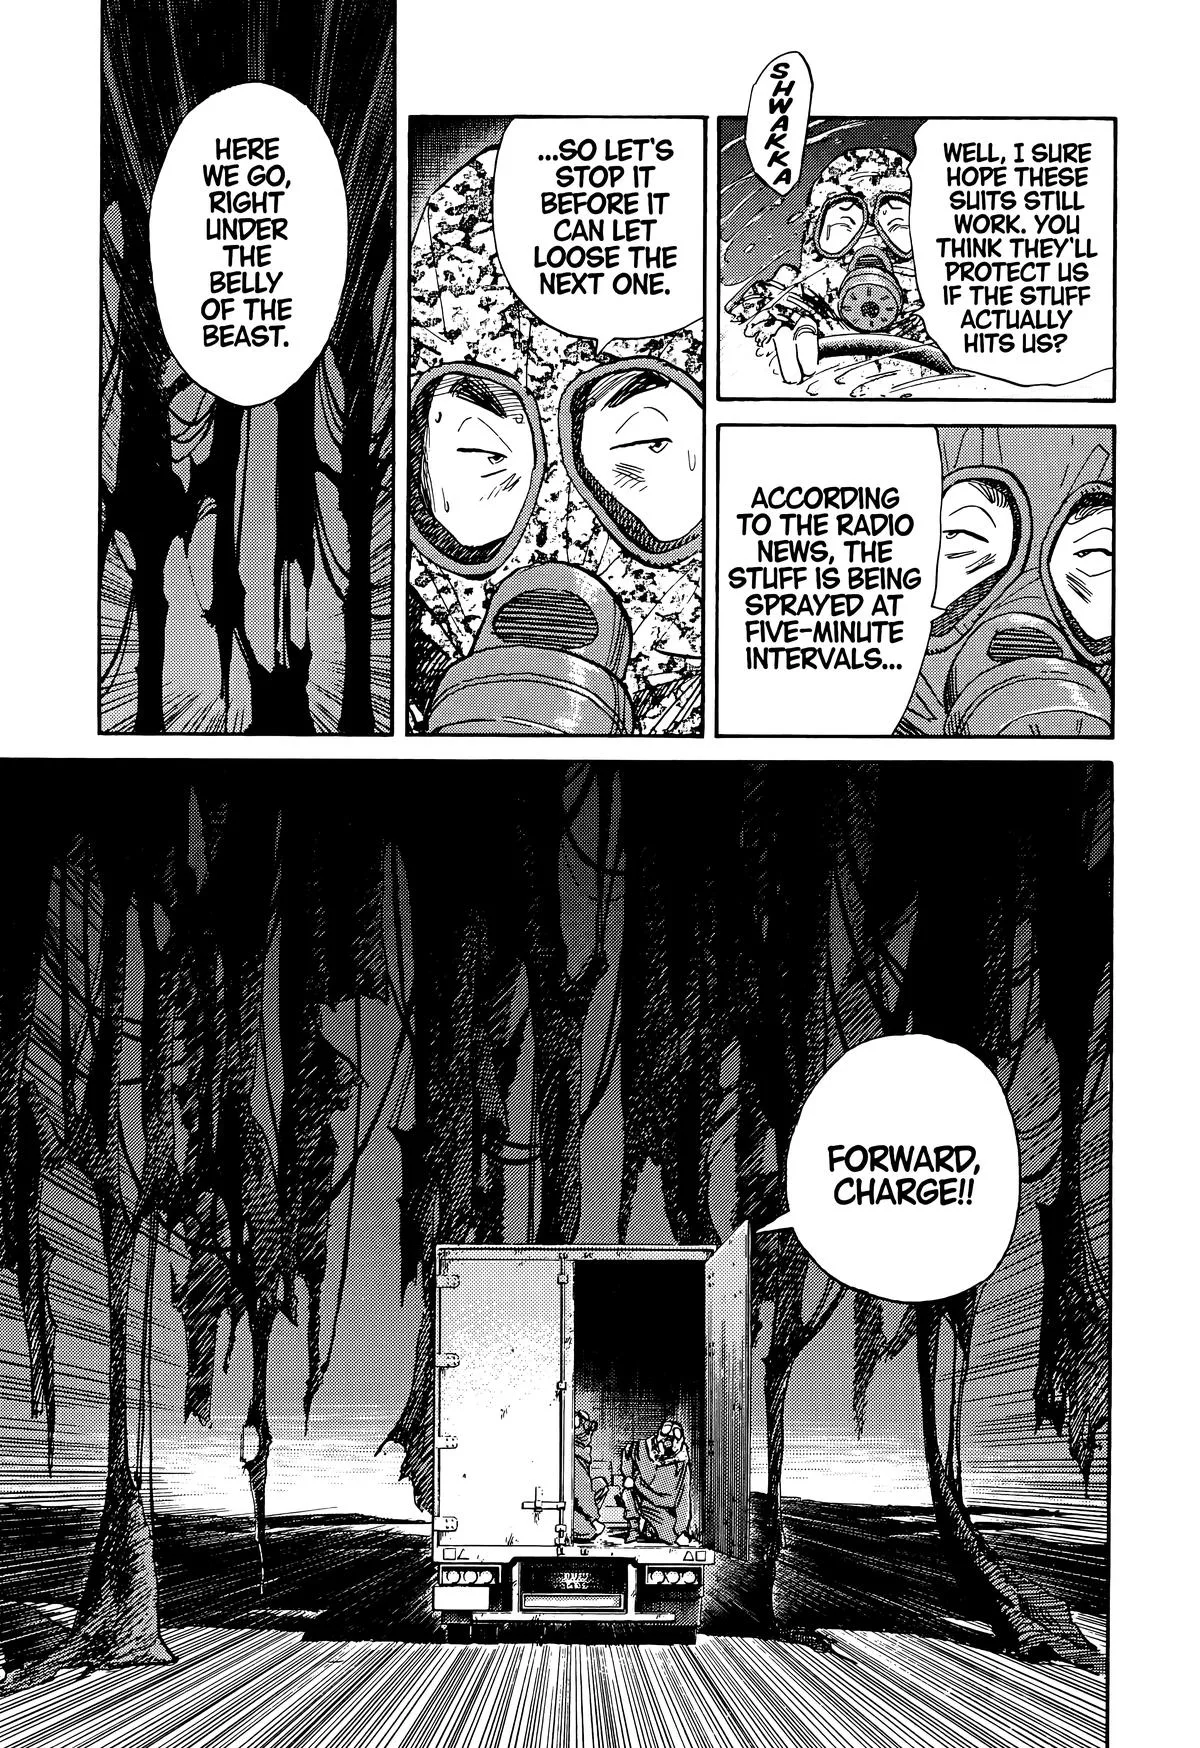 SHWAKKA
WELL, I SURE
HOPE THESE
SUITS STILL
WORK. YOU
THINK THEY'LL
PROTECT US
IF THE STUFF
ACTUALLY
HITS US?
ACCORDING
TO THE RADIO
NEWS, THE
STUFF IS BEING
SPRAYED AT
FIVE-MINUTE
INTERVALS...
...SO LET'S
STOP IT
BEFORE IT
CAN LET
LOOSE THE
NEXT ONE.
HERE
WE GO,
RIGHT
UNDER
THE
BELLY
OF THE
BEAST.
FORWARD,
CHARGE!!